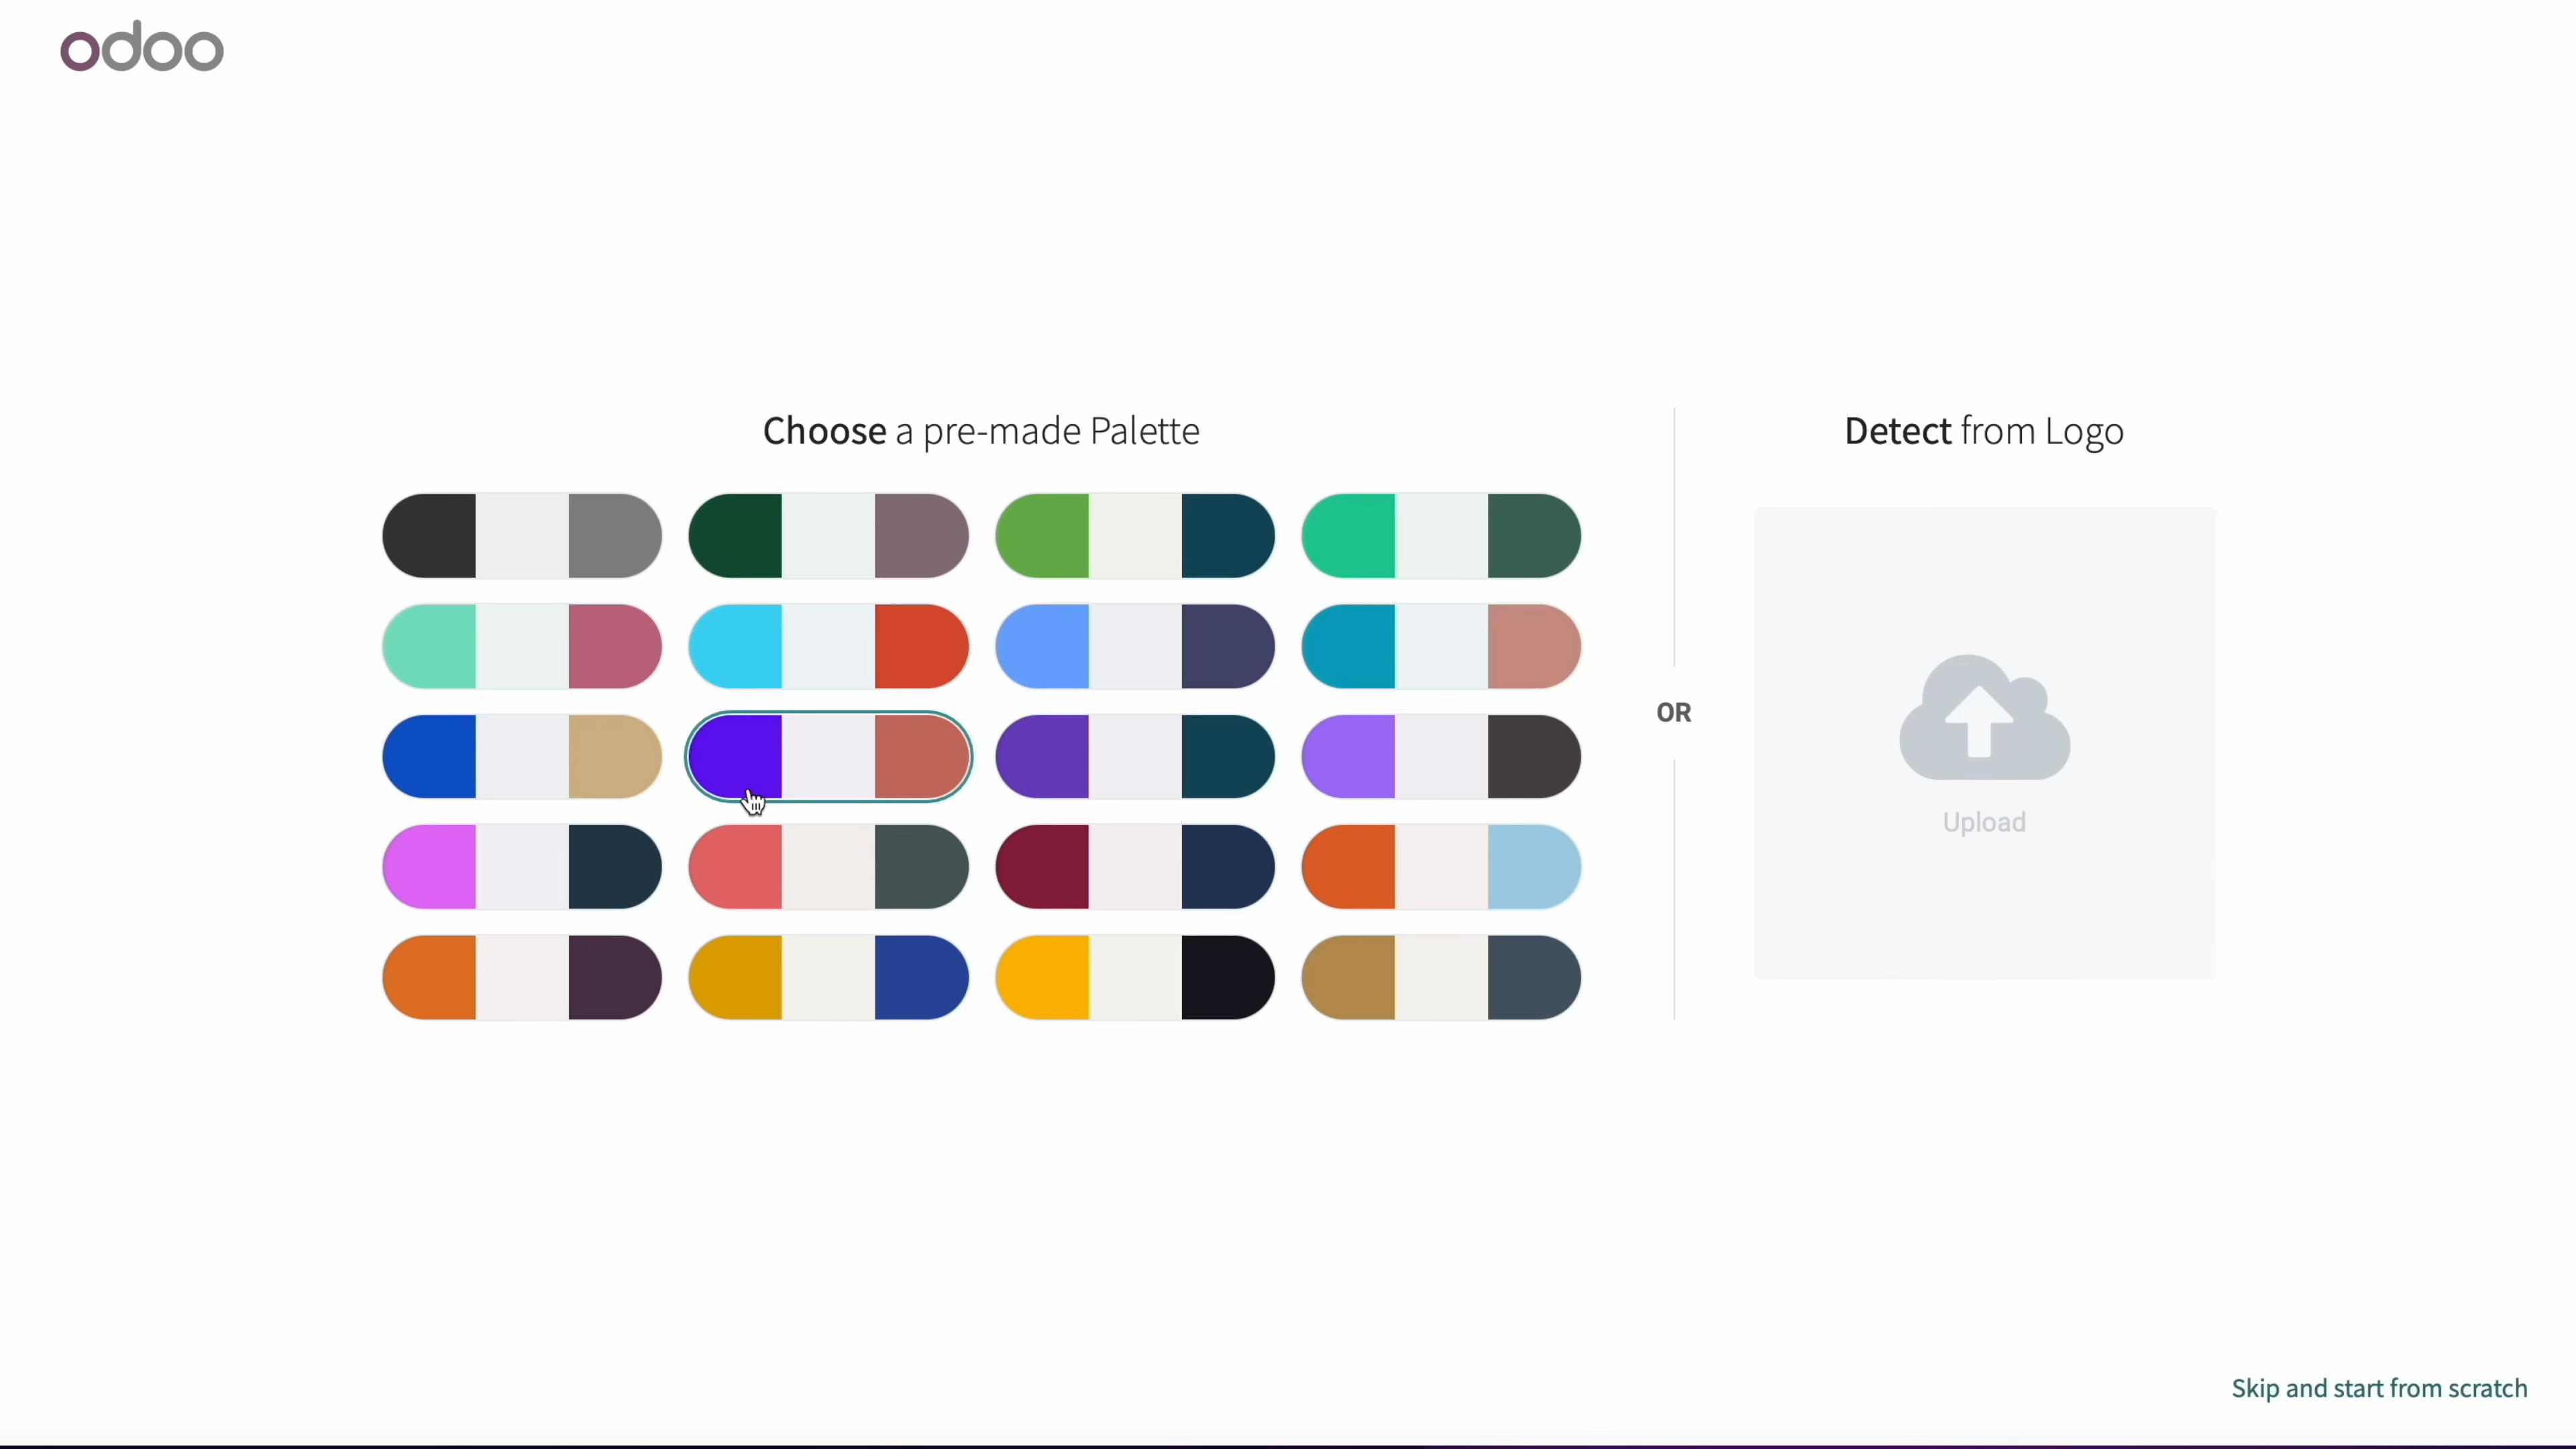 odoo
Choose a pre-made Palette
Detect from Logo
OR
Upload
Skip and start from scratch